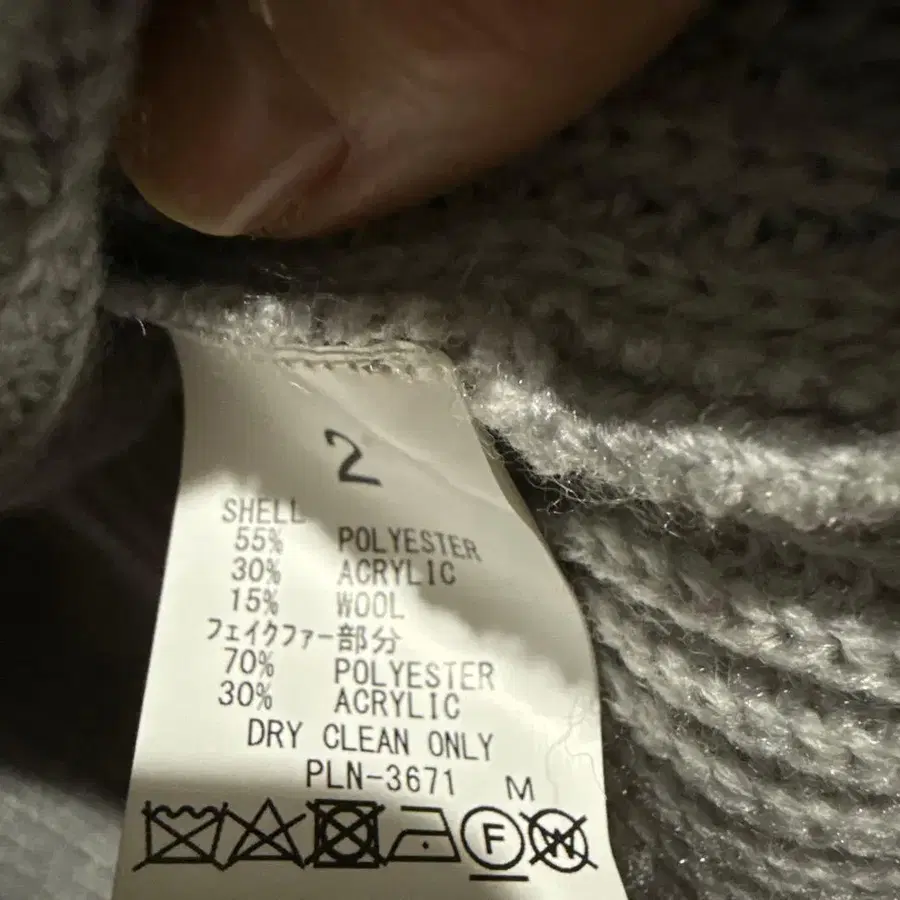 2
SHELL
55% POLYESTER
30% ACRYLIC
15% WOOL
フェイクファー部分
70% POLYESTER
30% ACRYLIC
DRY CLEAN ONLY
PLN-3671 M
F W